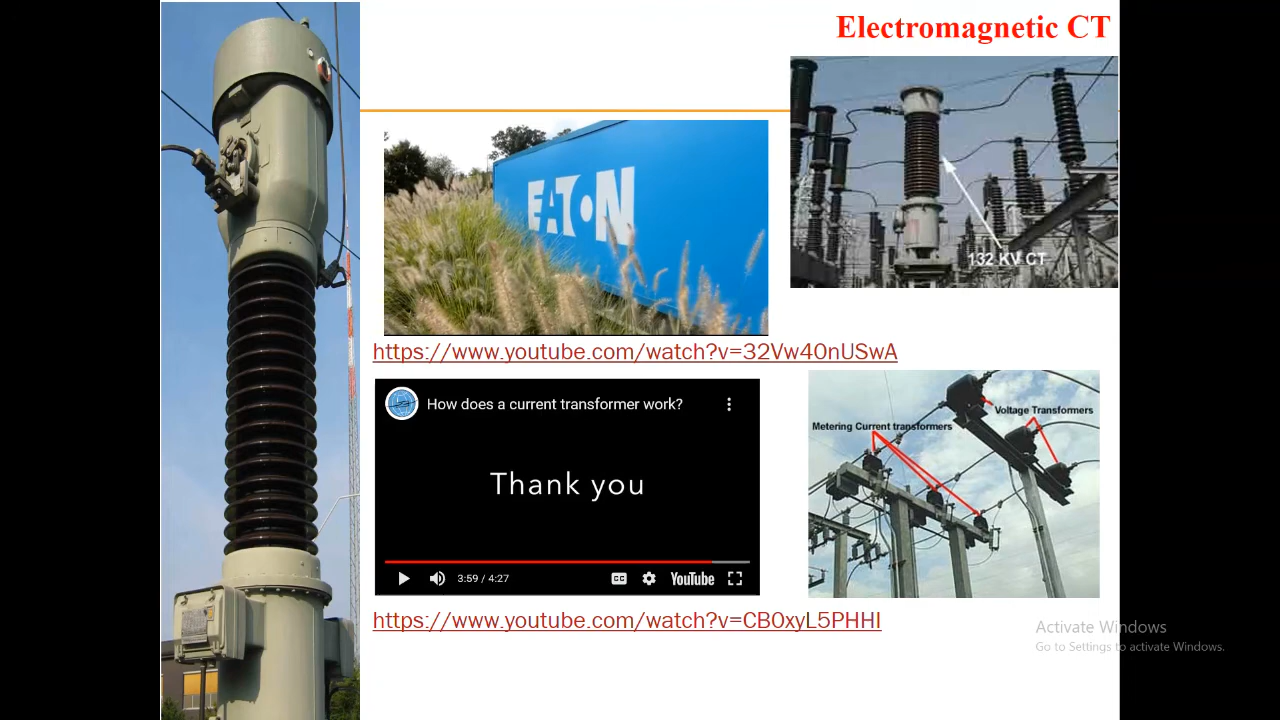 Electromagnetic CT
EATON
132 KV CT
https://www.youtube.com/watch?v=32Vw40nUSwA
How does a current transformer work?
Thank you
3:59 / 4:27
CC
YouTube
https://www.youtube.com/watch?v=CB0xyL5PHHI
Voltage Transformers
Metering Current transformers
Activate Windows
Go to Settings to activate Windows.